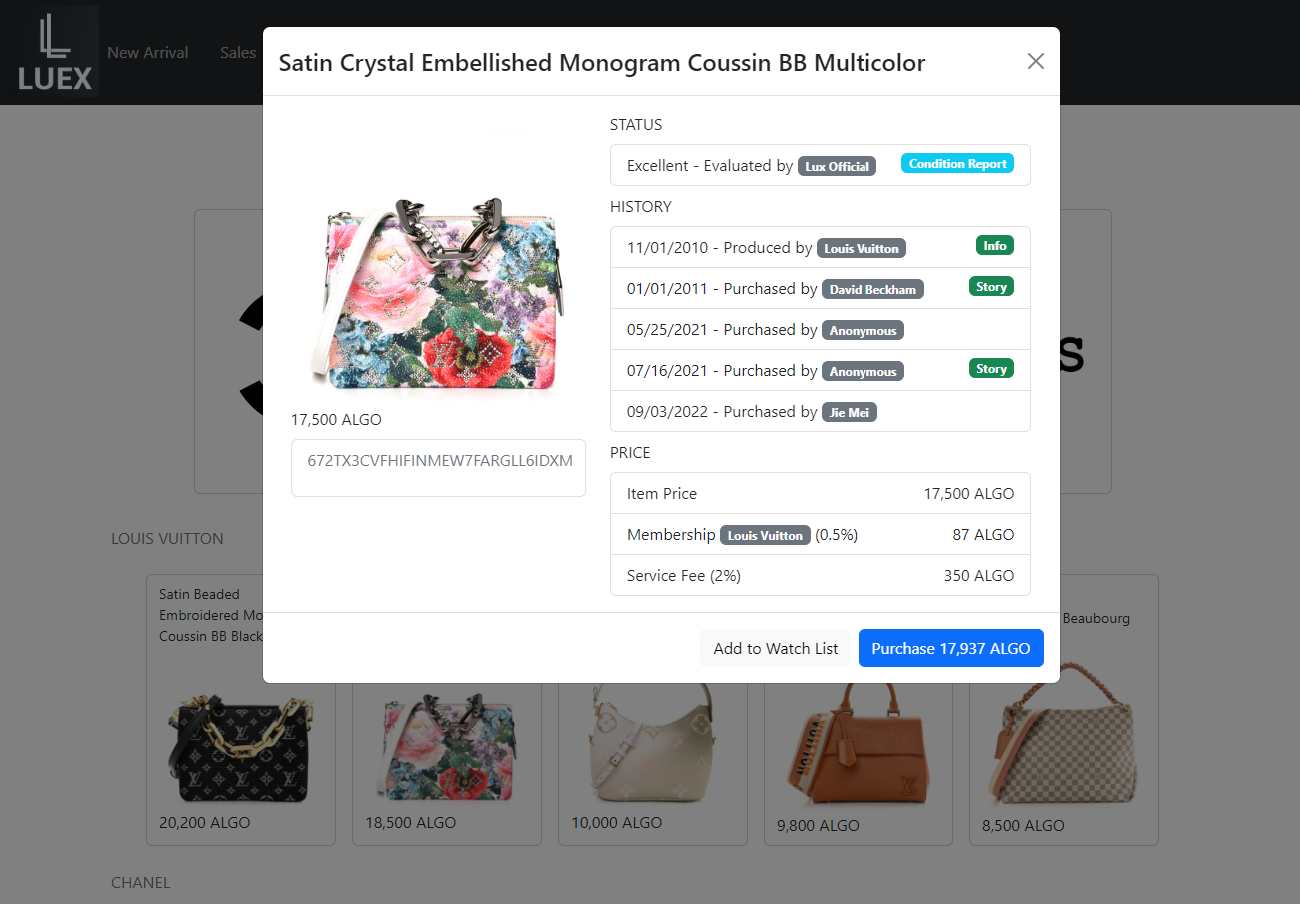 LUEX
New Arrival
Sales
Satin Crystal Embellished Monogram Coussin BB Multicolor
17,500 ALGO
672TX3CVFHIFINMEW7FARGLL6IDXM
STATUS
Excellent - Evaluated by Lux Official Condition Report
HISTORY
11/01/2010 - Produced by Louis Vuitton Info
01/01/2011 - Purchased by David Beckham Story
05/25/2021 - Purchased by Anonymous
07/16/2021 - Purchased by Anonymous Story
09/03/2022 - Purchased by Jie Mei
PRICE
Item Price 17,500 ALGO
Membership Louis Vuitton (0.5%) 87 ALGO
Service Fee (2%) 350 ALGO
Add to Watch List
Purchase 17,937 ALGO
LOUIS VUITTON
Satin Beaded
Embroidered Mo
Coussin BB Black
20,200 ALGO
18,500 ALGO
10,000 ALGO
9,800 ALGO
Beaubourg
8,500 ALGO
CHANEL